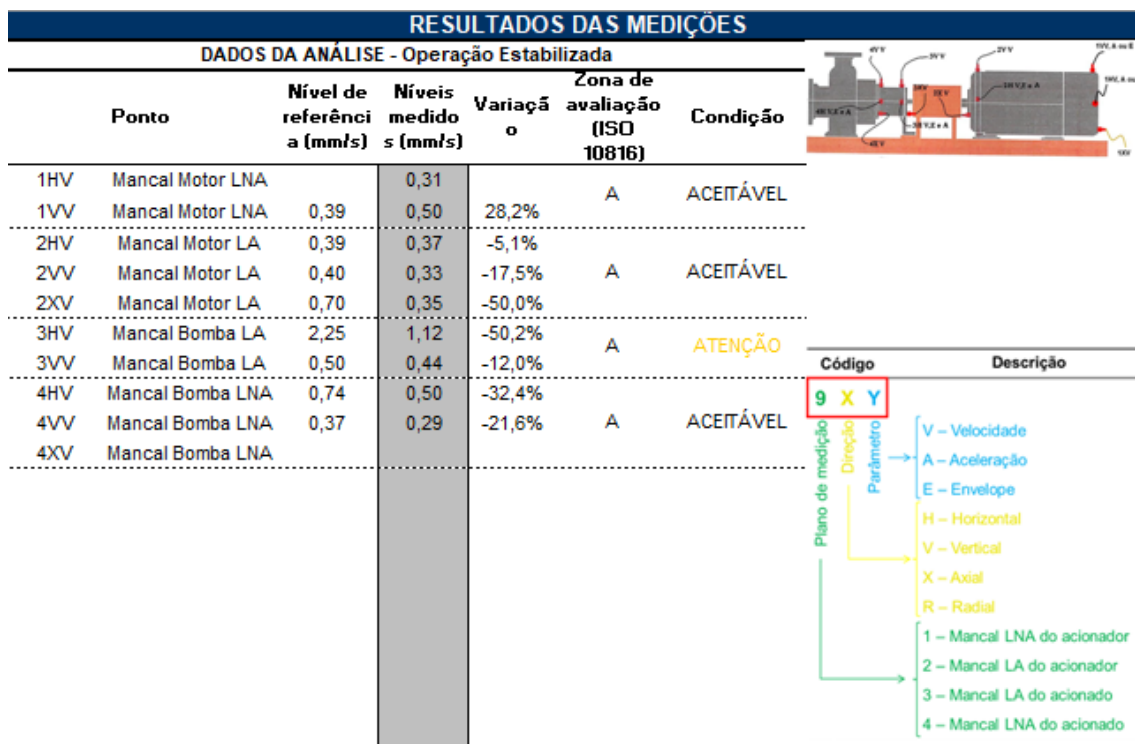 RESULTADOS DAS MEDIÇÕES
DADOS DA ANÁLISE - Operação Estabilizada
Ponto
Nível de
referênci
a (mm/s)
Níveis
medido
s (mm/s)
Variaçã
o
Zona de
avaliação
(ISO
10816)
Condição
1HV Mancal Motor LNA 0,31
A ACEITÁVEL
1VV Mancal Motor LNA 0,39 0,50 28,2%
2HV Mancal Motor LA 0,39 0,37 -5,1%
2VV Mancal Motor LA 0,40 0,33 -17,5% A ACEITÁVEL
2XV Mancal Motor LA 0,70 0,35 -50,0%
3HV Mancal Bomba LA 2,25 1,12 -50,2%
A ATENÇÃO
3VV Mancal Bomba LA 0,50 0,44 -12,0%
4HV Mancal Bomba LNA 0,74 0,50 -32,4%
4VV Mancal Bomba LNA 0,37 0,29 -21,6% A ACEITÁVEL
4XV Mancal Bomba LNA
Código Descrição
9 X Y
Plano de medição
Direção
Parâmetro
V – Velocidade
A – Aceleração
E – Envelope
H – Horizontal
V – Vertical
X – Axial
R – Radial
1 – Mancal LNA do acionador
2 – Mancal LA do acionador
3 – Mancal LA do acionado
4 – Mancal LNA do acionado